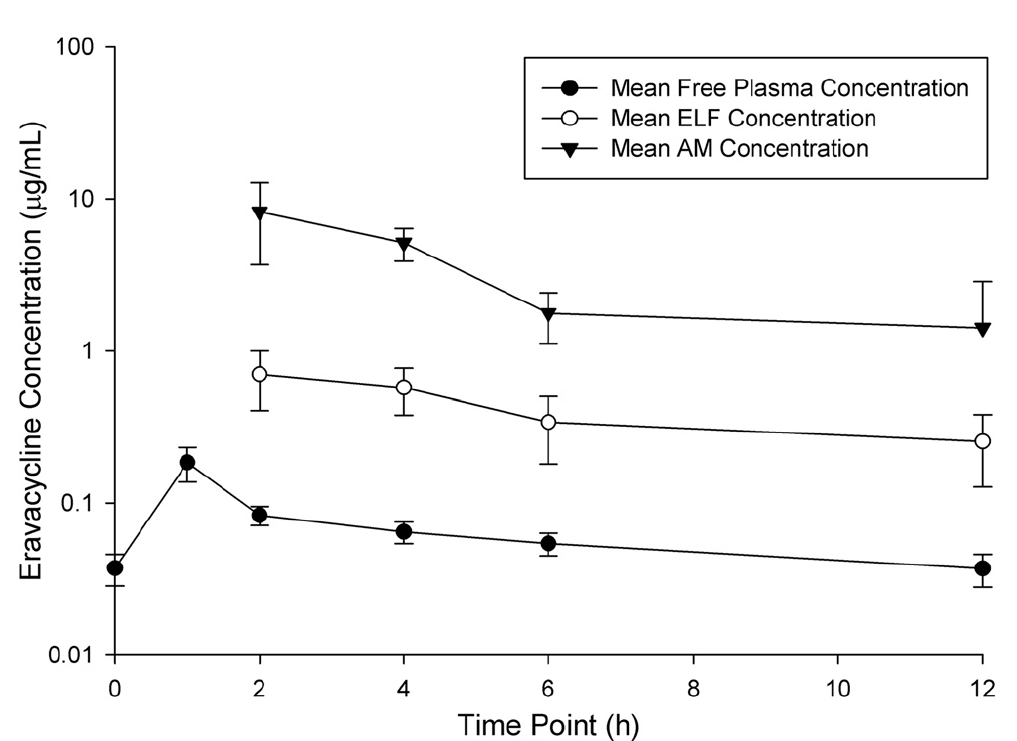 100
10
1
0.1
0.01
Eravacycline Concentration (µg/mL)
Mean Free Plasma Concentration
Mean ELF Concentration
Mean AM Concentration
0 2 4 6 8 10 12
Time Point (h)